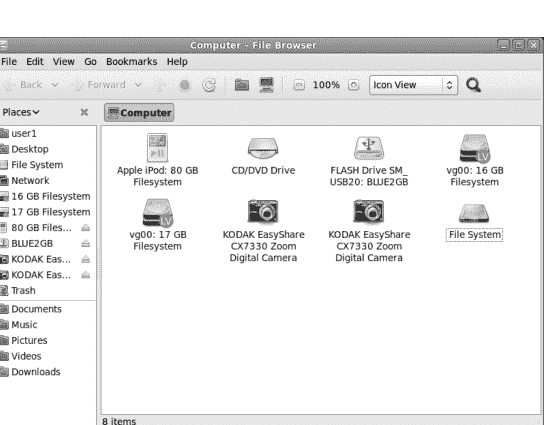 Computer - File Browser
File Edit View Go Bookmarks Help
Back Forward 100% Icon View
Places Computer
user1
Desktop
File System
Network
16 GB Filesystem
17 GB Filesystem
80 GB Files...
BLUE2GB
KODAK Eas...
KODAK Eas...
Trash
Documents
Music
Pictures
Videos
Downloads
Apple iPod: 80 GB
Filesystem
CD/DVD Drive
FLASH Drive SM_
USB20: BLUE2GB
LV
vg00: 16 GB
Filesystem
LV
vg00: 17 GB
Filesystem
KODAK EasyShare
CX7330 Zoom
Digital Camera
KODAK EasyShare
CX7330 Zoom
Digital Camera
File System
8 items